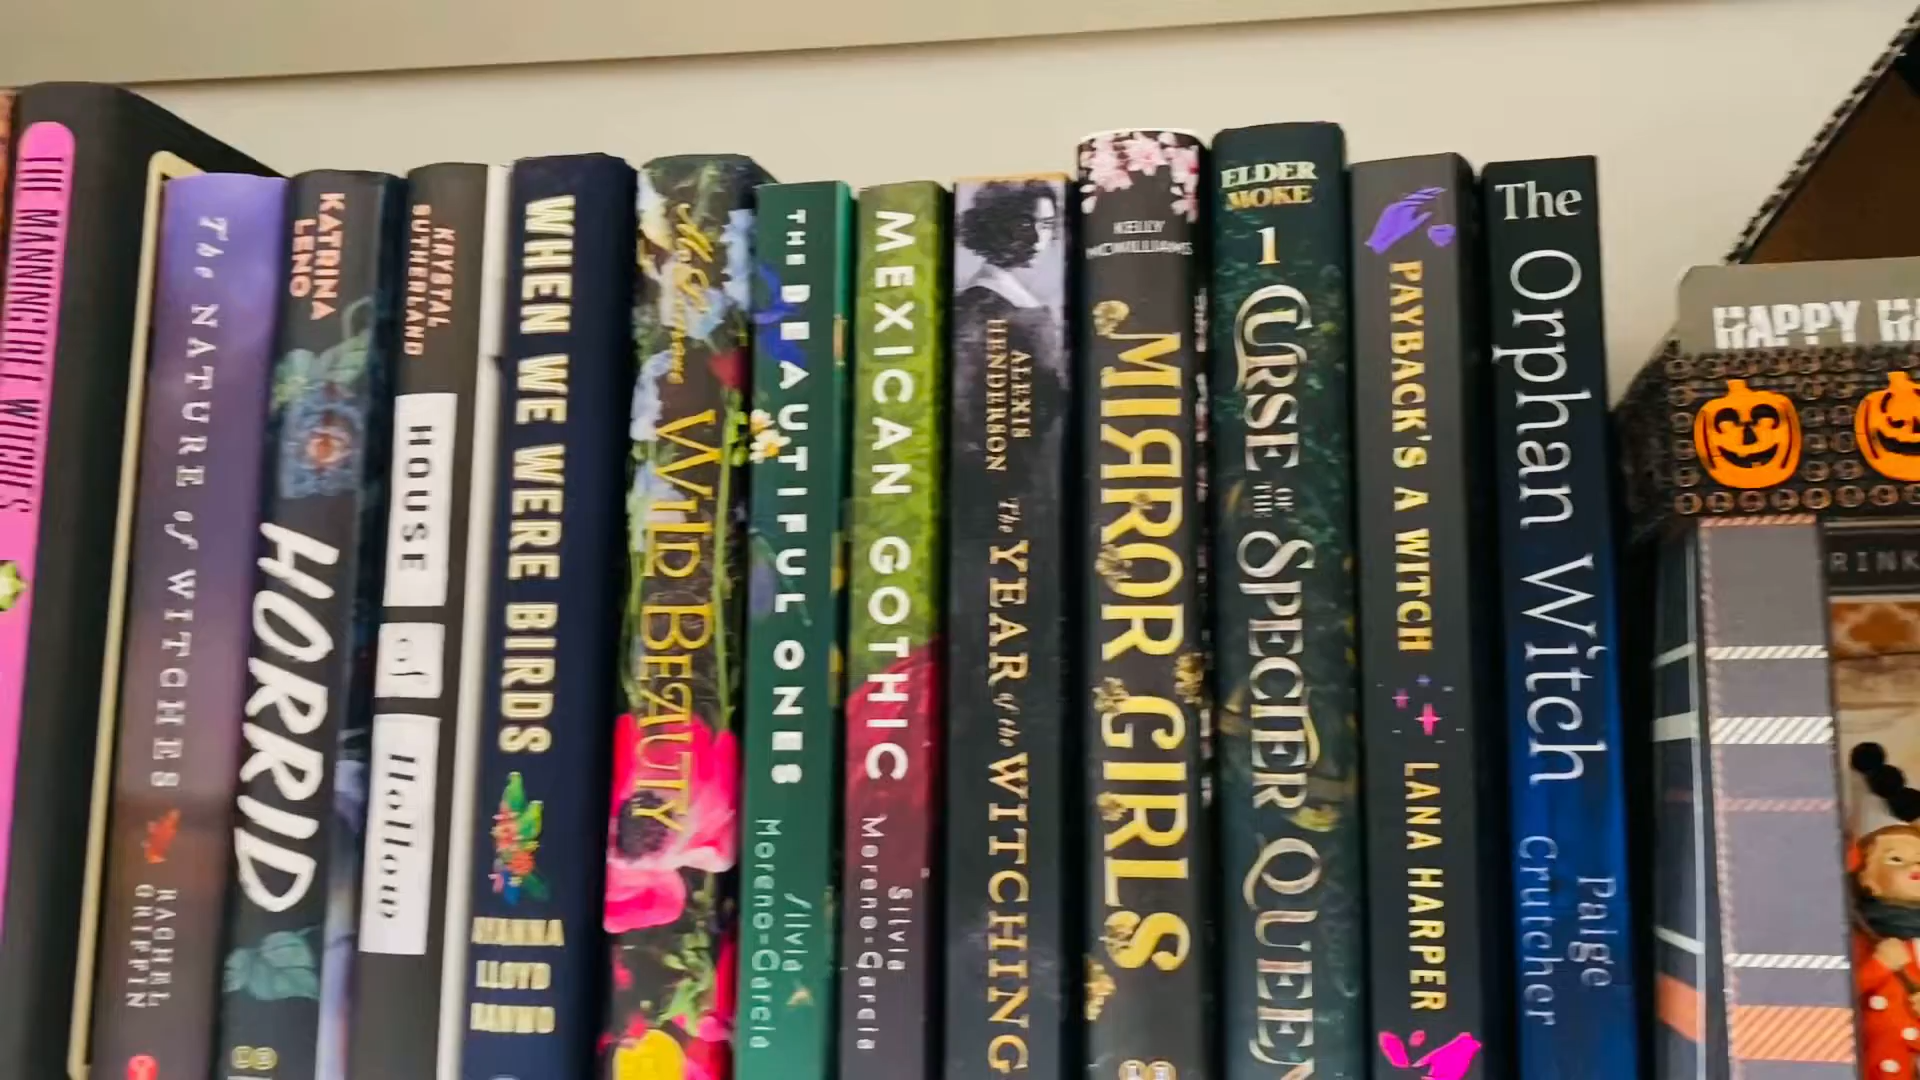 THE MANNINGTREE WITCHES
The NATURE of WITCHES
RACHEL
GRIFFIN
KATRINA
LENO
HORRID
KRYSTAL
SUTHERLAND
HOUSE
of
Hollow
WHEN WE WERE BIRDS
AYANNA
LLOYD
BANWO
McLemore
WILD BEAUTY
THE BEAUTIFUL ONES
Silvia
Moreno-Garcia
MEXICAN GOTHIC
Silvia
Moreno-Garcia
ALEXIS
HENDERSON
The YEAR of the WITCHING
KELLY
MCWILLIAMS
MIRROR GIRLS
ELDER
MOKE
1
CURSE OF THE SPECTER QUEEN
PAYBACK'S A WITCH
LANA HARPER
The Orphan Witch
Paige
Crutcher
HAPPY
RINK